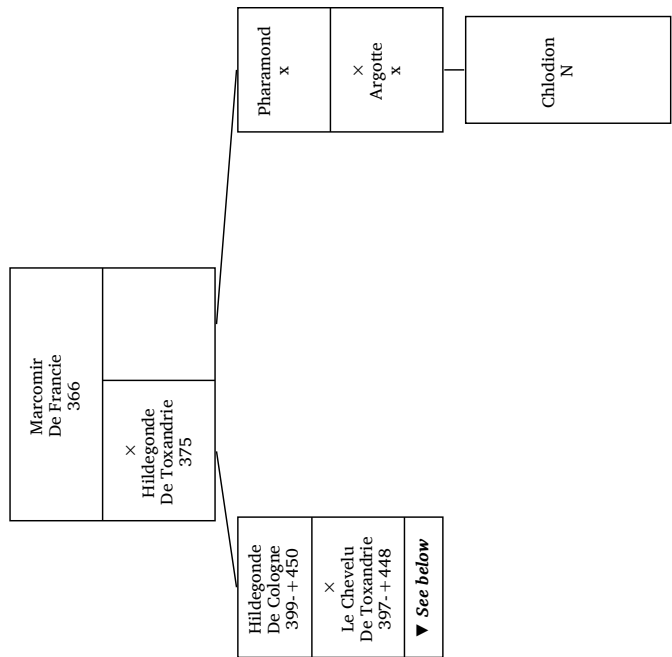 Marcomir
De Francie
366
×
Hildegonde
De Toxandrie
375
Hildegonde
De Cologne
399-+450
×
Le Chevelu
De Toxandrie
397-+448
▼ See below
Pharamond
x
×
Argotte
x
Chlodion
N